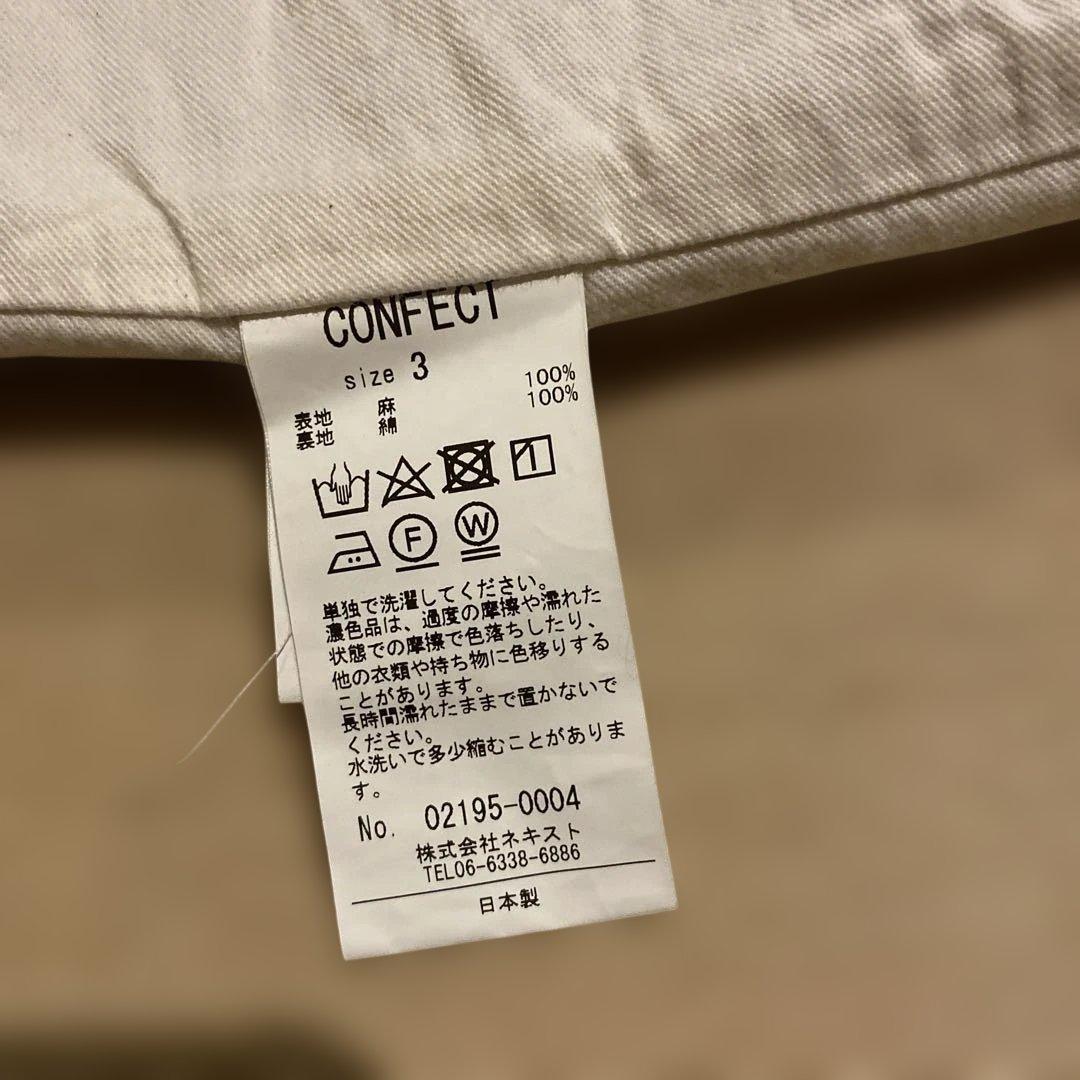 CONFECT
size 3
表地 麻 100%
裏地 綿 100%
F W
単独で洗濯してください。
濃色品は、過度の摩擦や濡れた
状態での摩擦で色落ちしたり、
他の衣類や持ち物に色移りする
ことがあります。
長時間濡れたままで置かないで
ください。
水洗いで多少縮むことがありま
す。
No. 02195-0004
株式会社ネキスト
TEL06-6338-6886
日本製